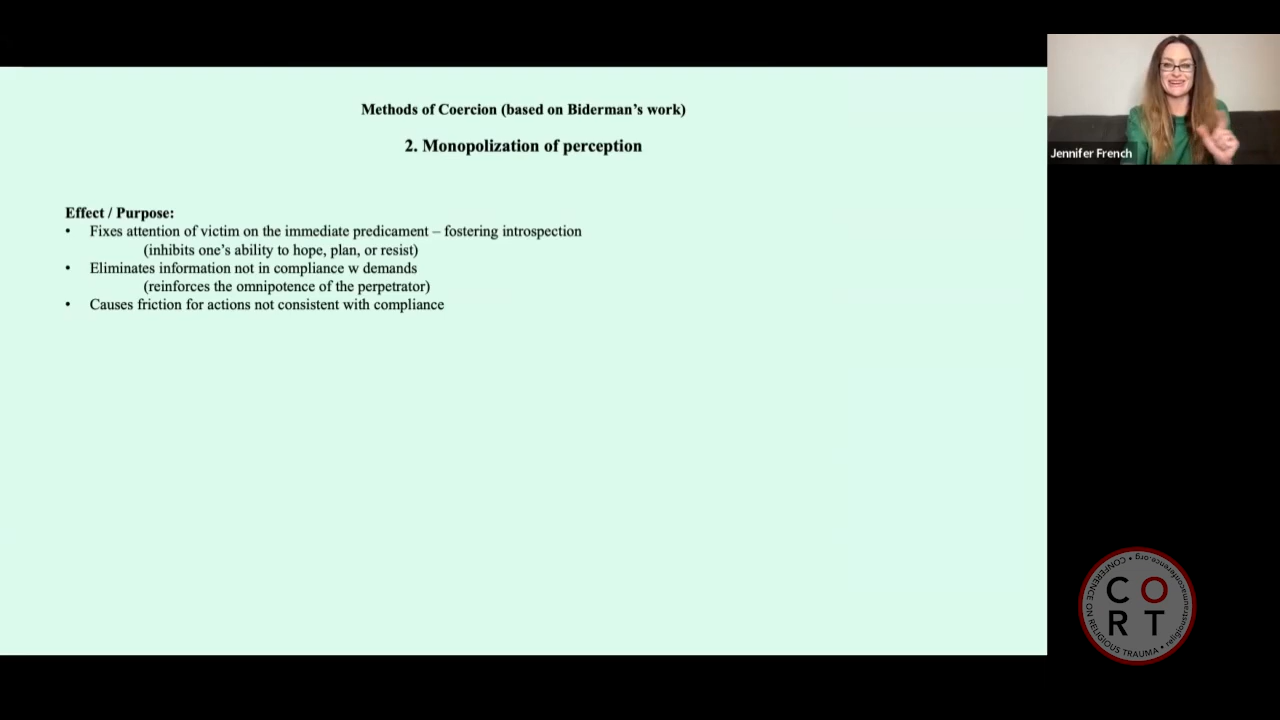 Methods of Coercion (based on Biderman’s work)
2. Monopolization of perception
Effect / Purpose:
• Fixes attention of victim on the immediate predicament – fostering introspection
(inhibits one’s ability to hope, plan, or resist)
• Eliminates information not in compliance w demands
(reinforces the omnipotence of the perpetrator)
• Causes friction for actions not consistent with compliance
Jennifer French
C O
R T
CONFERENCE ON RELIGIOUS TRAUMA • religioustraumaconference.org •